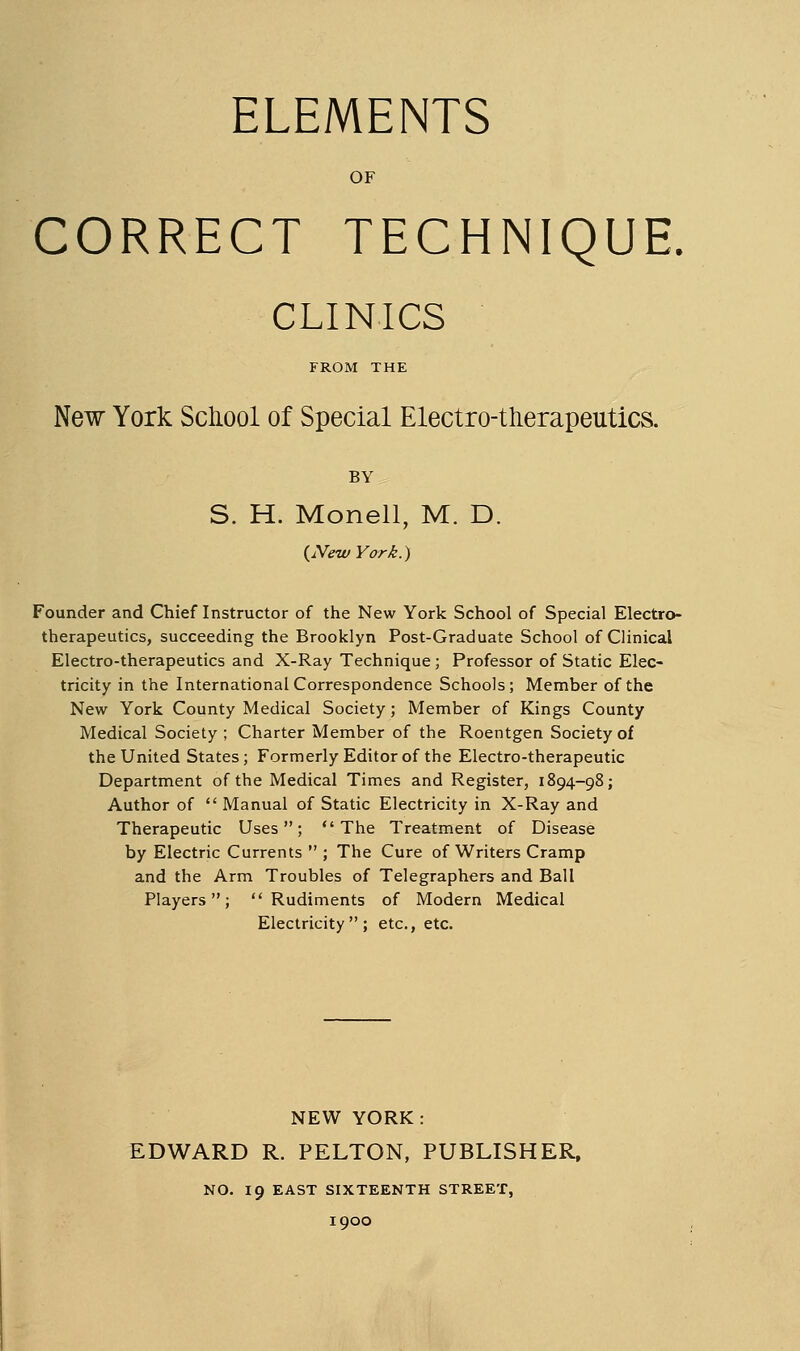 ELEMENTS
OF
CORRECT TECHNIQUE.
CLINICS
FROM THE
New York School of Special Electro-therapeutics.
BY
S. H. Monell, M. D.
(New York.)
Founder and Chief Instructor of the New York School of Special Electro-
therapeutics, succeeding the Brooklyn Post-Graduate School of Clinical
Electro-therapeutics and X-Ray Technique; Professor of Static Elec-
tricity in the International Correspondence Schools; Member of the
New York County Medical Society; Member of Kings County
Medical Society; Charter Member of the Roentgen Society of
the United States; Formerly Editor of the Electro-therapeutic
Department of the Medical Times and Register, 1894-98;
Author of “Manual of Static Electricity in X-Ray and
Therapeutic Uses”; “The Treatment of Disease
by Electric Currents”; The Cure of Writers Cramp
and the Arm Troubles of Telegraphers and Ball
Players”; “Rudiments of Modern Medical
Electricity”; etc., etc.
NEW YORK:
EDWARD R. PELTON, PUBLISHER,
NO. 19 EAST SIXTEENTH STREET,
1900